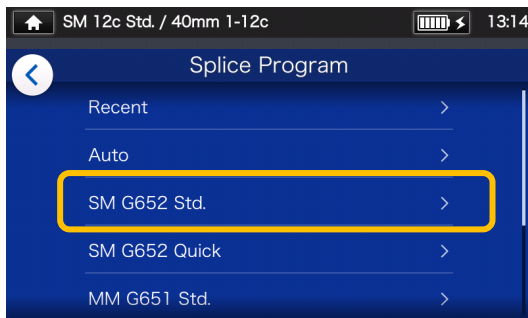 SM 12c Std. / 40mm 1-12c 13:14
Splice Program
Recent
Auto
SM G652 Std.
SM G652 Quick
MM G651 Std.